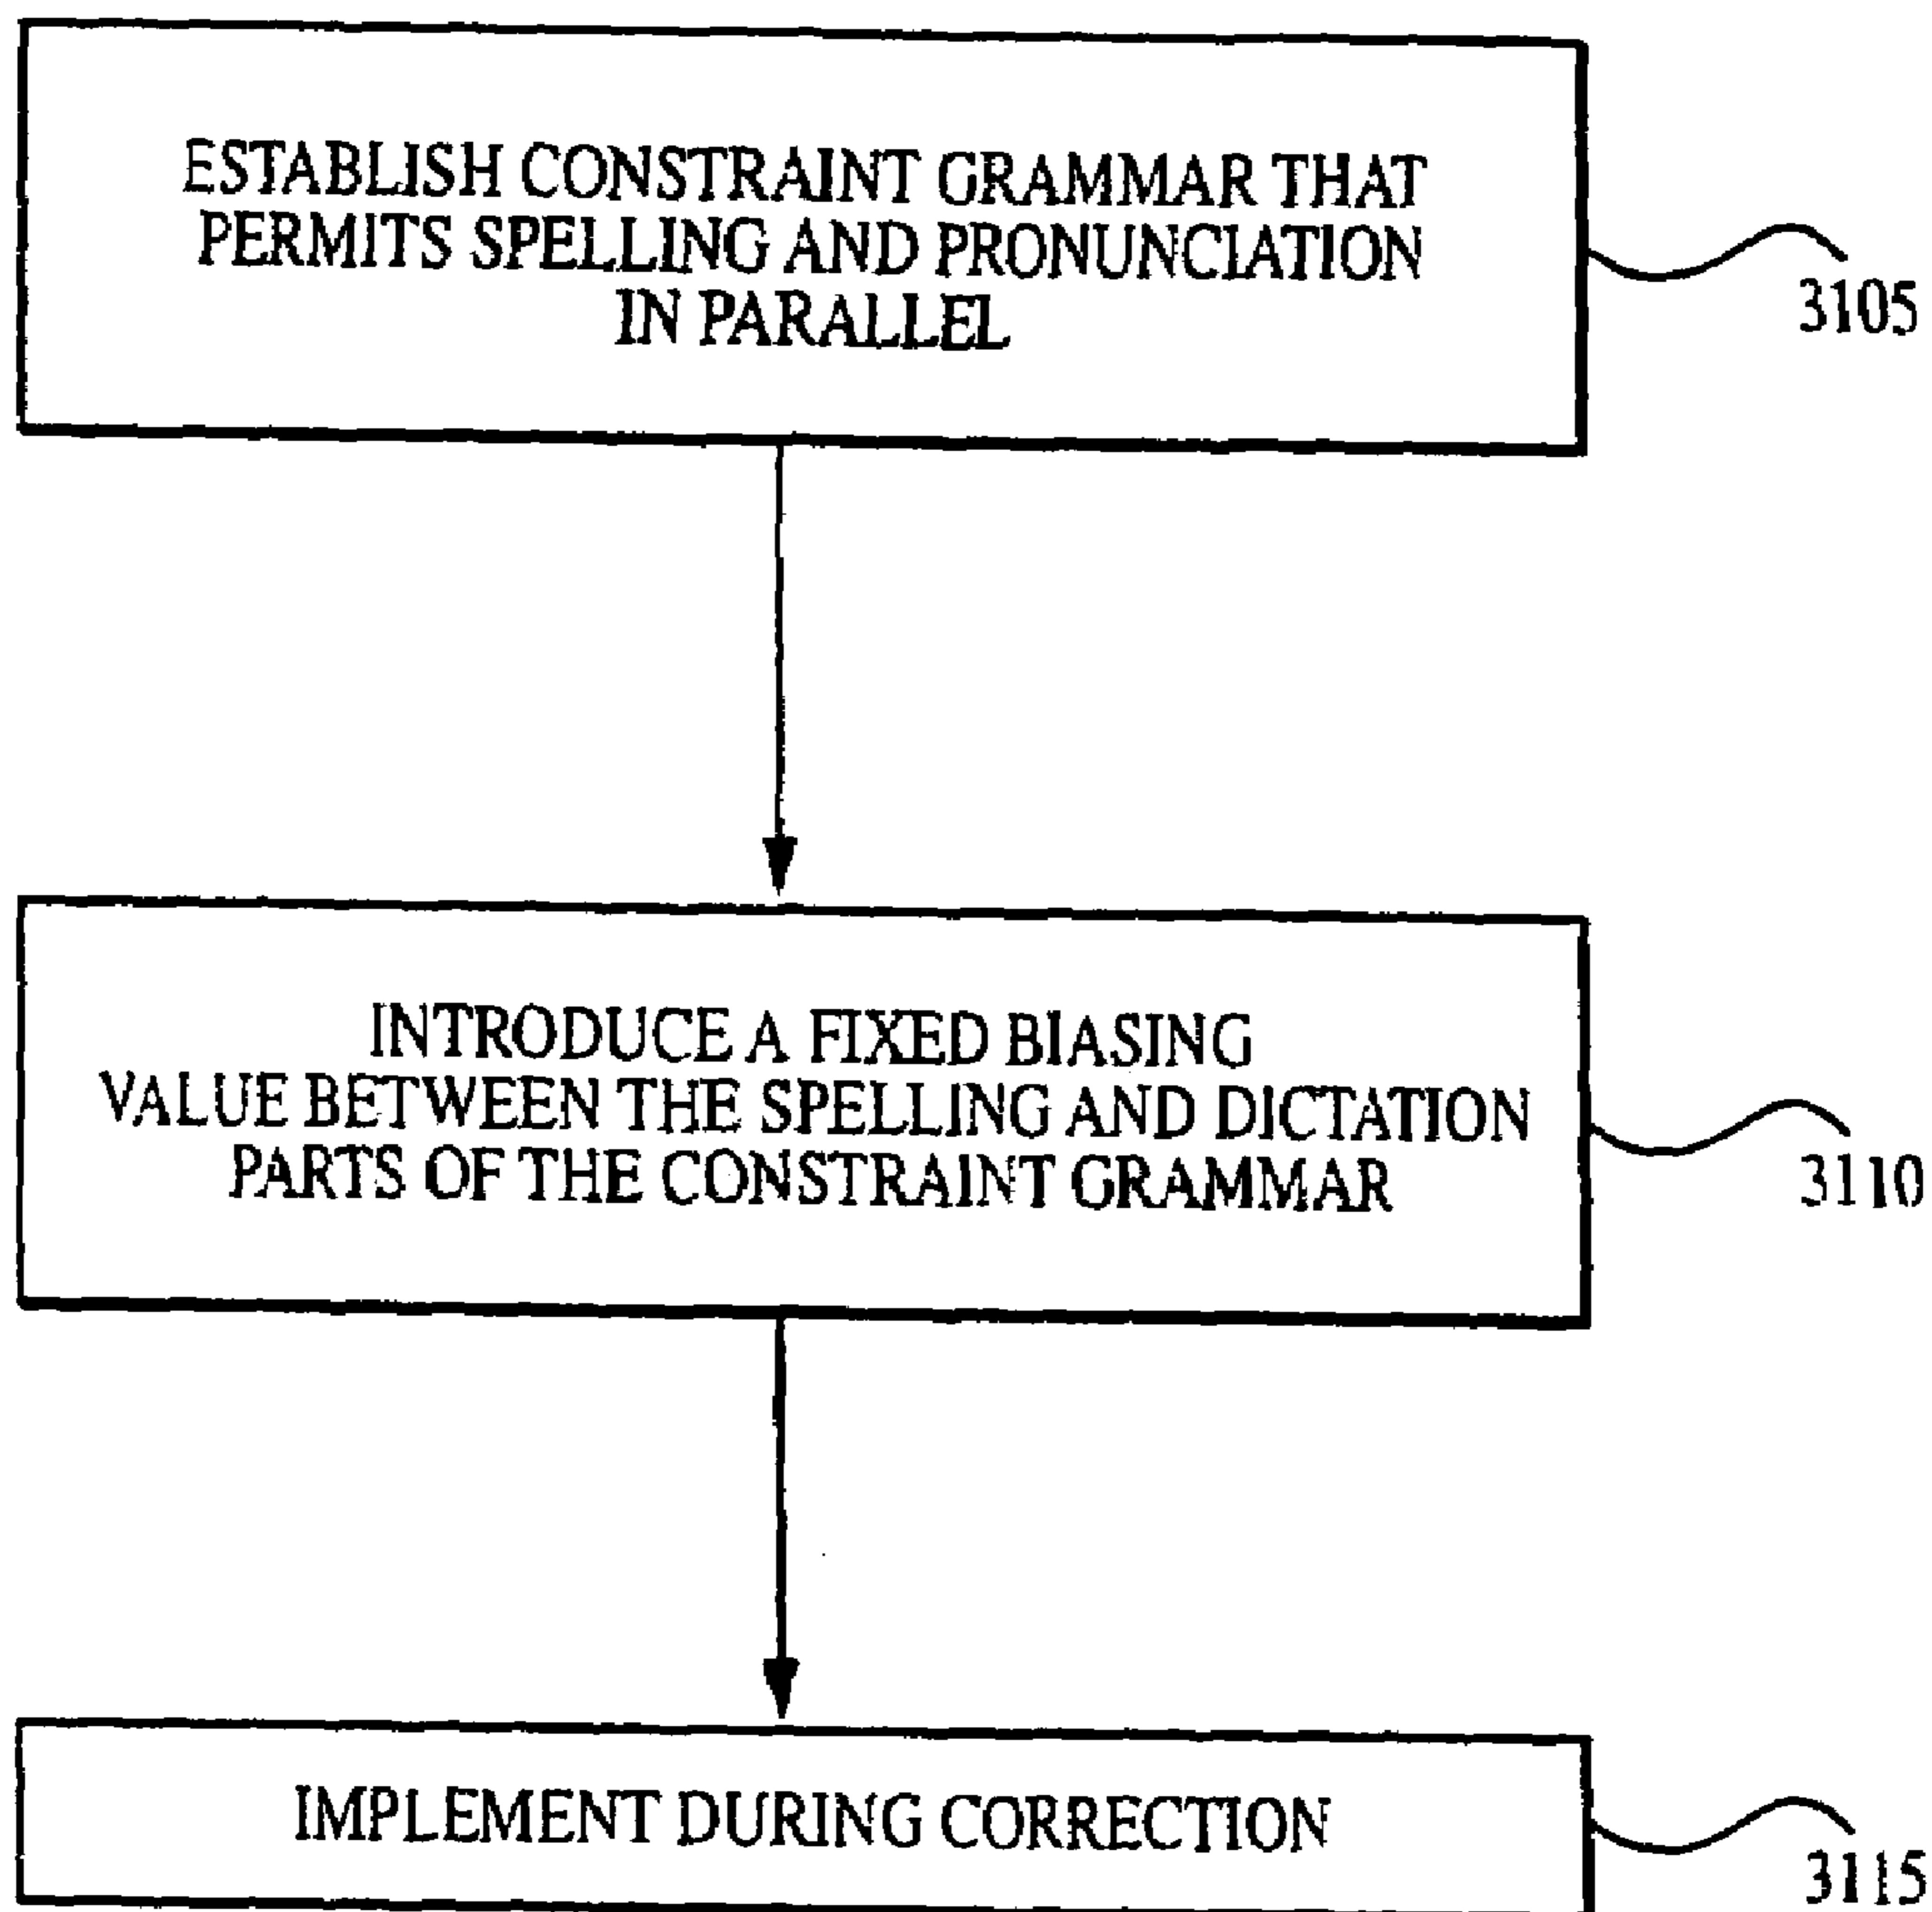 ESTABLISH CONSTRAINT GRAMMAR THAT
PERMITS SPELLING AND PRONUNCIATION
IN PARALLEL
3105
INTRODUCE A FIXED BIASING
VALUE BETWEEN THE SPELLING AND DICTATION
PARTS OF THE CONSTRAINT GRAMMAR
3110
IMPLEMENT DURING CORRECTION
3115